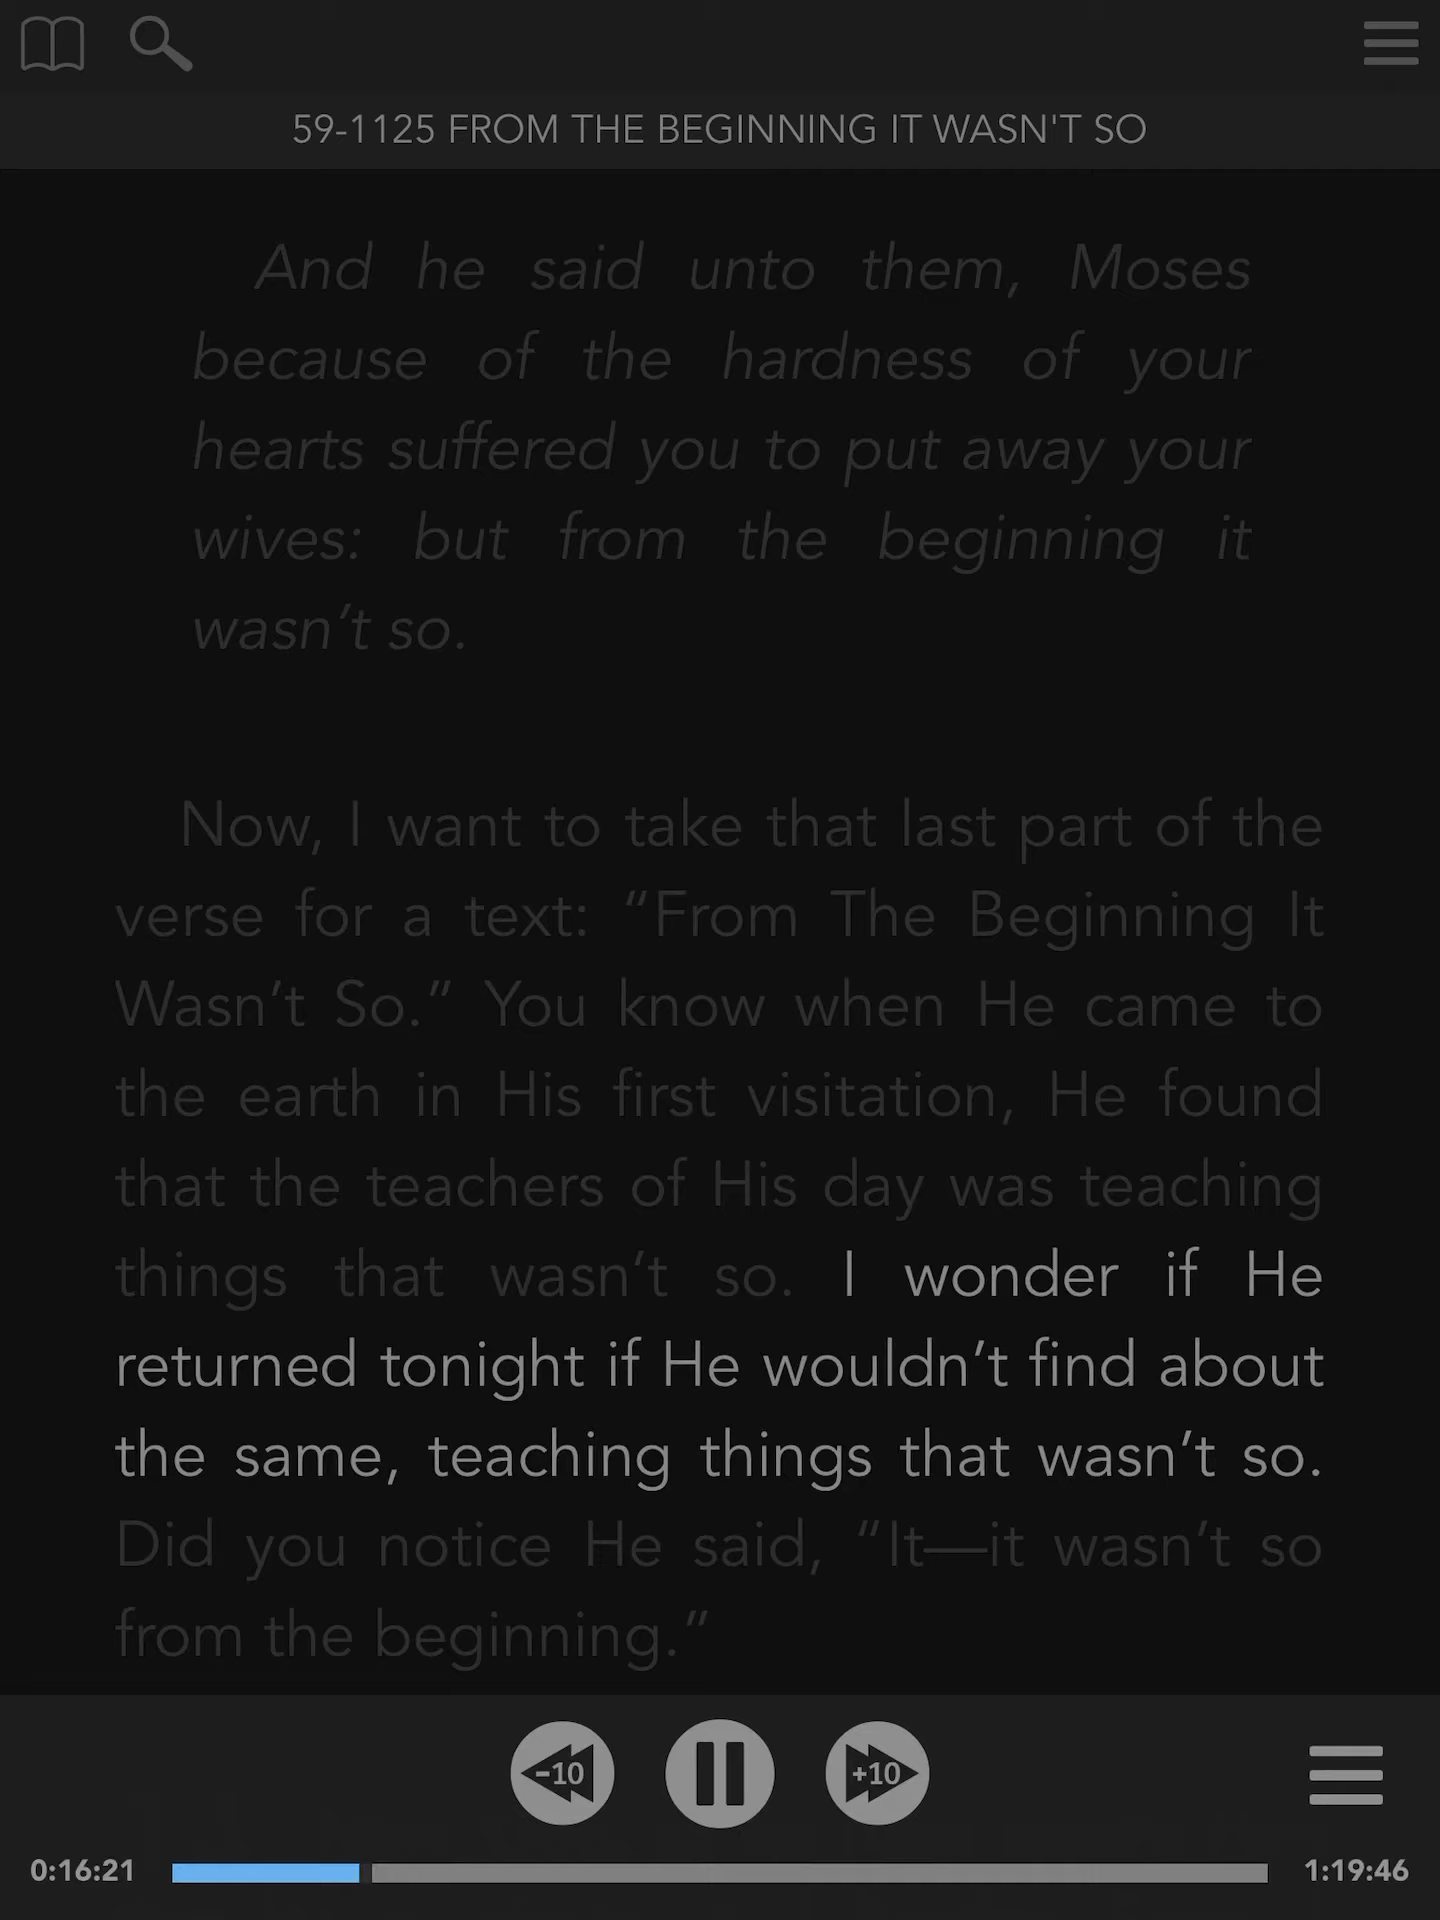 59-1125 FROM THE BEGINNING IT WASN'T SO
And he said unto them, Moses
because of the hardness of your
hearts suffered you to put away your
wives: but from the beginning it
wasn’t so.
Now, I want to take that last part of the
verse for a text: “From The Beginning It
Wasn’t So.” You know when He came to
the earth in His first visitation, He found
that the teachers of His day was teaching
things that wasn’t so. I wonder if He
returned tonight if He wouldn’t find about
the same, teaching things that wasn’t so.
Did you notice He said, “It—it wasn’t so
from the beginning.”
-10 +10
0:16:21 1:19:46